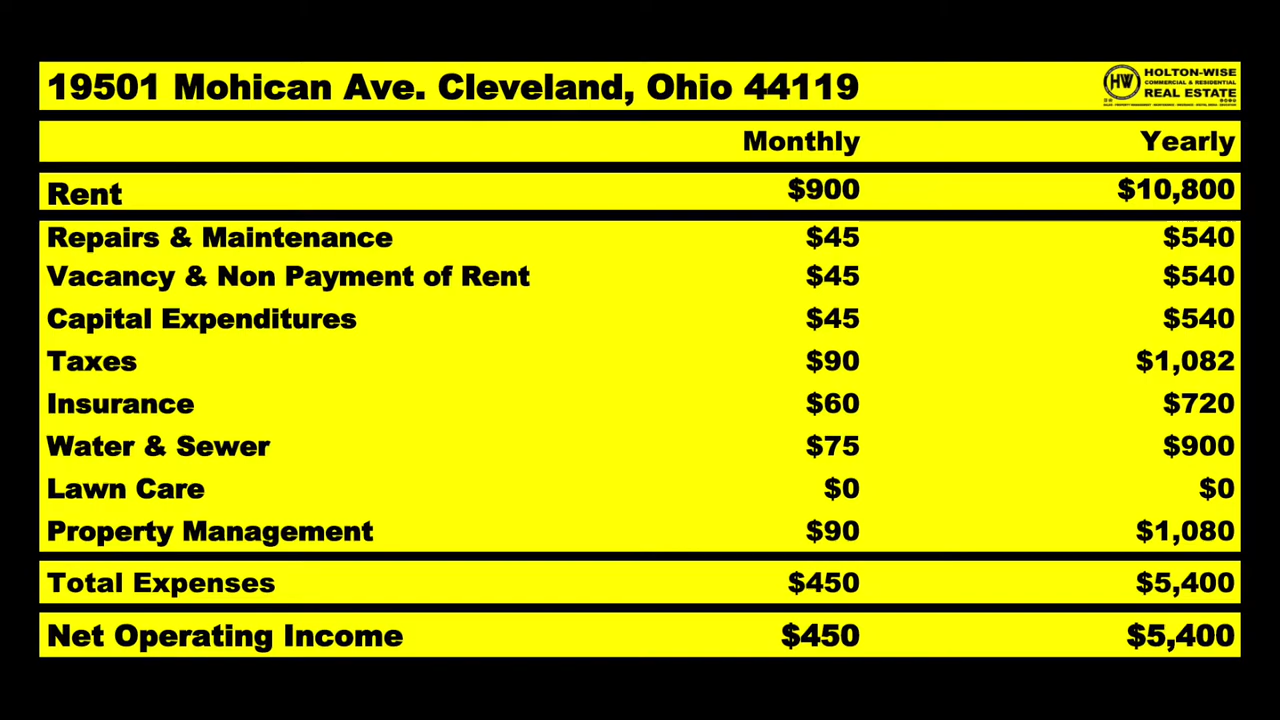 19501 Mohican Ave. Cleveland, Ohio 44119
HW
HOLTON-WISE
COMMERCIAL & RESIDENTIAL
REAL ESTATE
Monthly Yearly
Rent $900 $10,800
Repairs & Maintenance $45 $540
Vacancy & Non Payment of Rent $45 $540
Capital Expenditures $45 $540
Taxes $90 $1,082
Insurance $60 $720
Water & Sewer $75 $900
Lawn Care $0 $0
Property Management $90 $1,080
Total Expenses $450 $5,400
Net Operating Income $450 $5,400